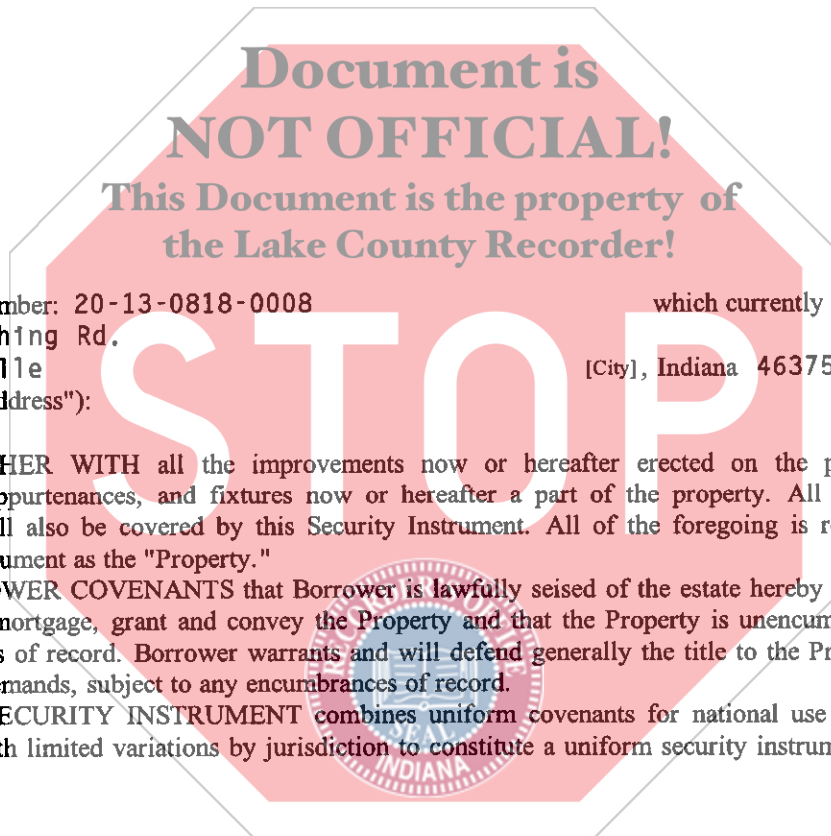 Document is
NOT OFFICIAL!
This Document is the property of
the Lake County Recorder!
mber: 20-13-0818-0008 which currently
hing Rd.
lle [City], Indiana 46375
ddress"):
STOP
HER WITH all the improvements now or hereafter erected on the p
ppurtenances, and fixtures now or hereafter a part of the property. All
ll also be covered by this Security Instrument. All of the foregoing is r
ument as the "Property."
WER COVENANTS that Borrower is lawfully seised of the estate hereby
mortgage, grant and convey the Property and that the Property is unencum
s of record. Borrower warrants and will defend generally the title to the Pr
mands, subject to any encumbrances of record.
ECURITY INSTRUMENT combines uniform covenants for national use
th limited variations by jurisdiction to constitute a uniform security instrum
RECORDER'S OFFICE
SEAL
INDIANA